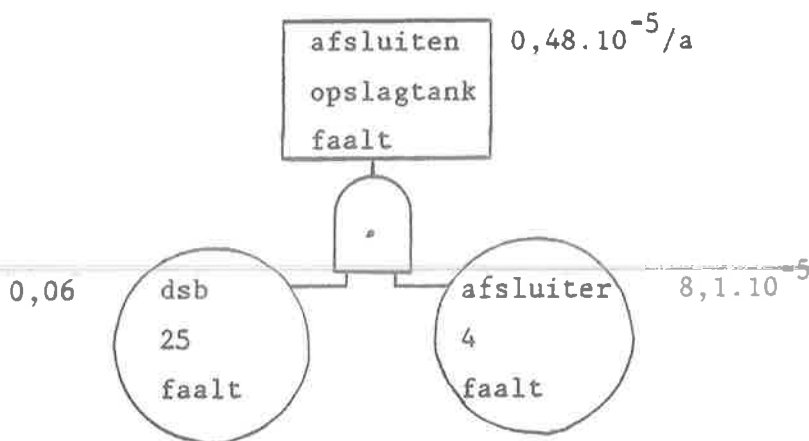 afsluiten
opslagtank
faalt
0,48.10⁻⁵/a
0,06
dsb
25
faalt
afsluiter
4
faalt
8,1.10⁻⁵